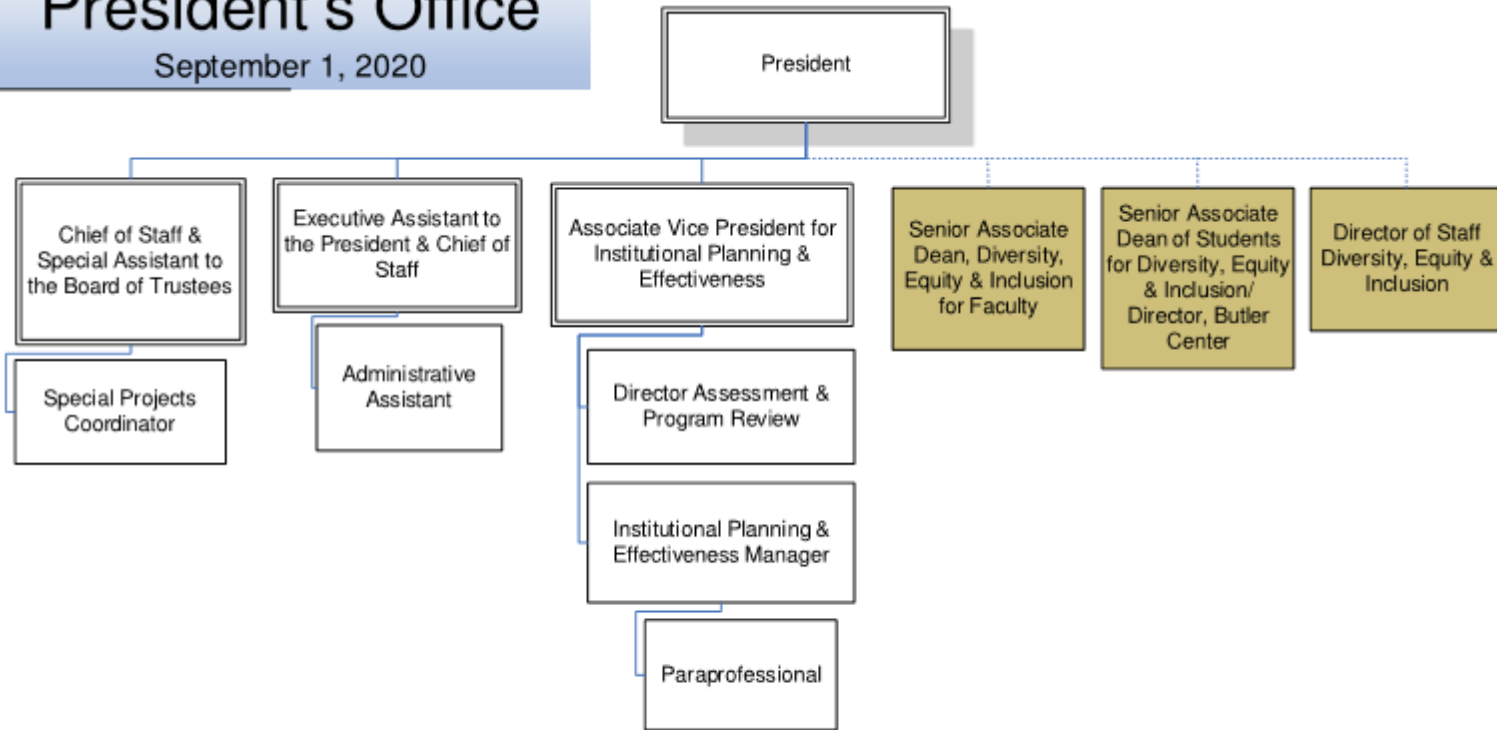 President's Office
September 1, 2020
President
Chief of Staff &
Special Assistant to
the Board of Trustees
Executive Assistant to
the President & Chief of
Staff
Associate Vice President for
Institutional Planning &
Effectiveness
Senior Associate
Dean, Diversity,
Equity & Inclusion
for Faculty
Senior Associate
Dean of Students
for Diversity, Equity
& Inclusion/
Director, Butler
Center
Director of Staff
Diversity, Equity &
Inclusion
Special Projects
Coordinator
Administrative
Assistant
Director Assessment &
Program Review
Institutional Planning &
Effectiveness Manager
Paraprofessional